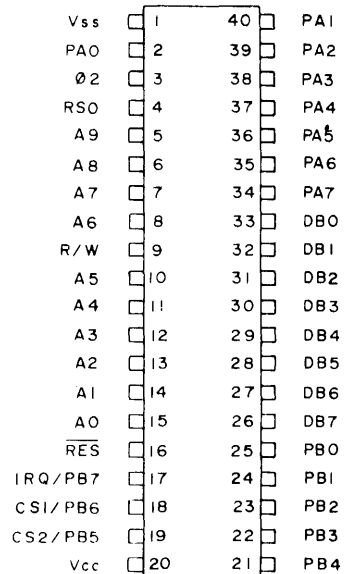 Vss 1 40 PA1
PA0 2 39 PA2
Ø2 3 38 PA3
RS0 4 37 PA4
A9 5 36 PA5
A8 6 35 PA6
A7 7 34 PA7
A6 8 33 DB0
R/W 9 32 DB1
A5 10 31 DB2
A4 11 30 DB3
A3 12 29 DB4
A2 13 28 DB5
A1 14 27 DB6
A0 15 26 DB7
RES 16 25 PB0
IRQ/PB7 17 24 PB1
CS1/PB6 18 23 PB2
CS2/PB5 19 22 PB3
Vcc 20 21 PB4